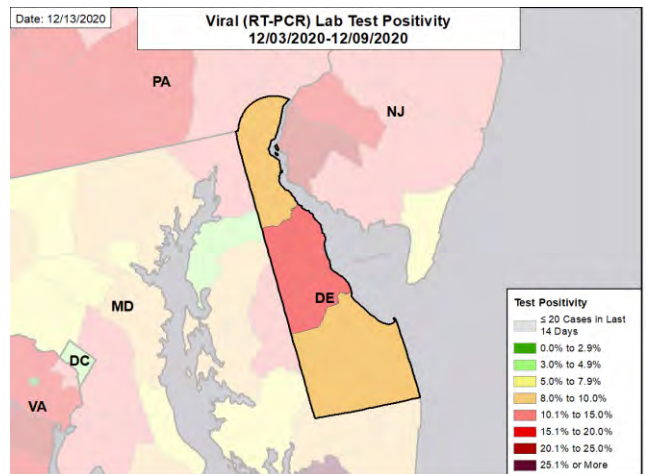 Date: 12/13/2020
Viral (RT-PCR) Lab Test Positivity
12/03/2020-12/09/2020
PA
NJ
MD
DE
DC
VA
Test Positivity
≤ 20 Cases in Last
14 Days
0.0% to 2.9%
3.0% to 4.9%
5.0% to 7.9%
8.0% to 10.0%
10.1% to 15.0%
15.1% to 20.0%
20.1% to 25.0%
25.1% or More